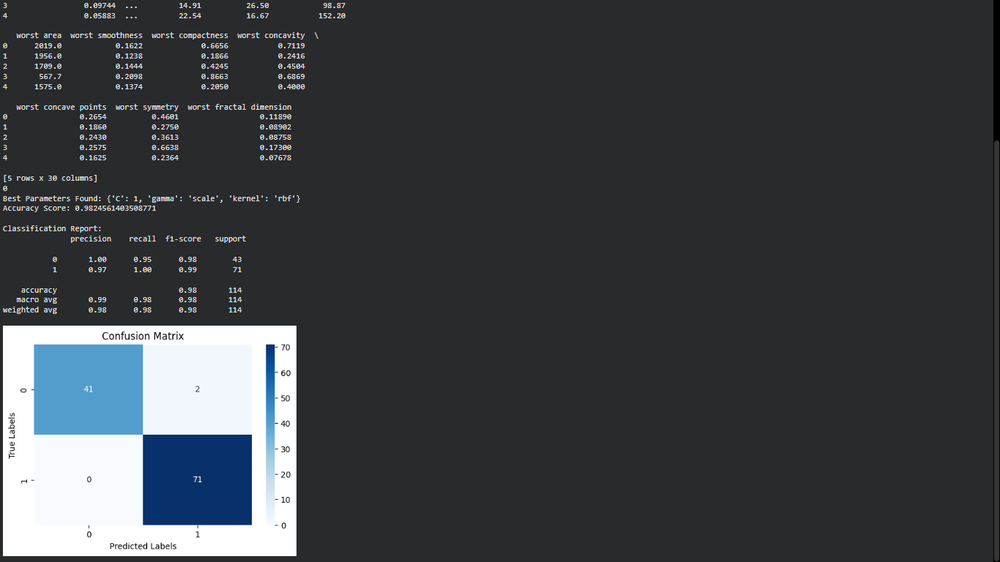 3            0.09744  ...         14.91          26.50            98.87
4            0.05883  ...         22.54          16.67           152.20
   worst area  worst smoothness  worst compactness  worst concavity  \
0      2019.0            0.1622             0.6656           0.7119
1      1956.0            0.1238             0.1866           0.2416
2      1709.0            0.1444             0.4245           0.4504
3       567.7            0.2098             0.8663           0.6869
4      1575.0            0.1374             0.2050           0.4000
   worst concave points  worst symmetry  worst fractal dimension
0                0.2654          0.4601                  0.11890
1                0.1860          0.2750                  0.08902
2                0.2430          0.3613                  0.08758
3                0.2575          0.6638                  0.17300
4                0.1625          0.2364                  0.07678
[5 rows x 30 columns]
0
Best Parameters Found: {'C': 1, 'gamma': 'scale', 'kernel': 'rbf'}
Accuracy Score: 0.9824561403508771
Classification Report:
               precision    recall  f1-score   support
           0       1.00      0.95      0.98        43
           1       0.97      1.00      0.99        71
    accuracy                           0.98       114
   macro avg       0.99      0.98      0.98       114
weighted avg       0.98      0.98      0.98       114
Confusion Matrix
True Labels
0
1
41
2
0
71
0
1
Predicted Labels
70
60
50
40
30
20
10
0